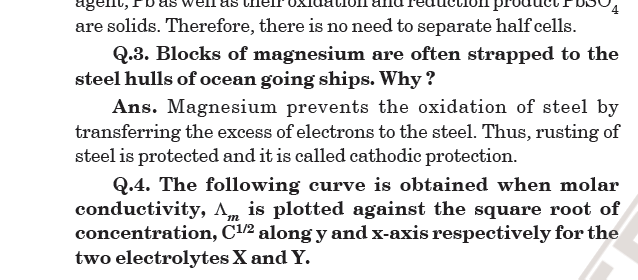 agent, Pb as well as their oxidation and reduction product PbSO₄
are solids. Therefore, there is no need to separate half cells.
Q.3. Blocks of magnesium are often strapped to the
steel hulls of ocean going ships. Why ?
Ans. Magnesium prevents the oxidation of steel by
transferring the excess of electrons to the steel. Thus, rusting of
steel is protected and it is called cathodic protection.
Q.4. The following curve is obtained when molar
conductivity, Λₘ is plotted against the square root of
concentration, C¹ᐟ² along y and x-axis respectively for the
two electrolytes X and Y.